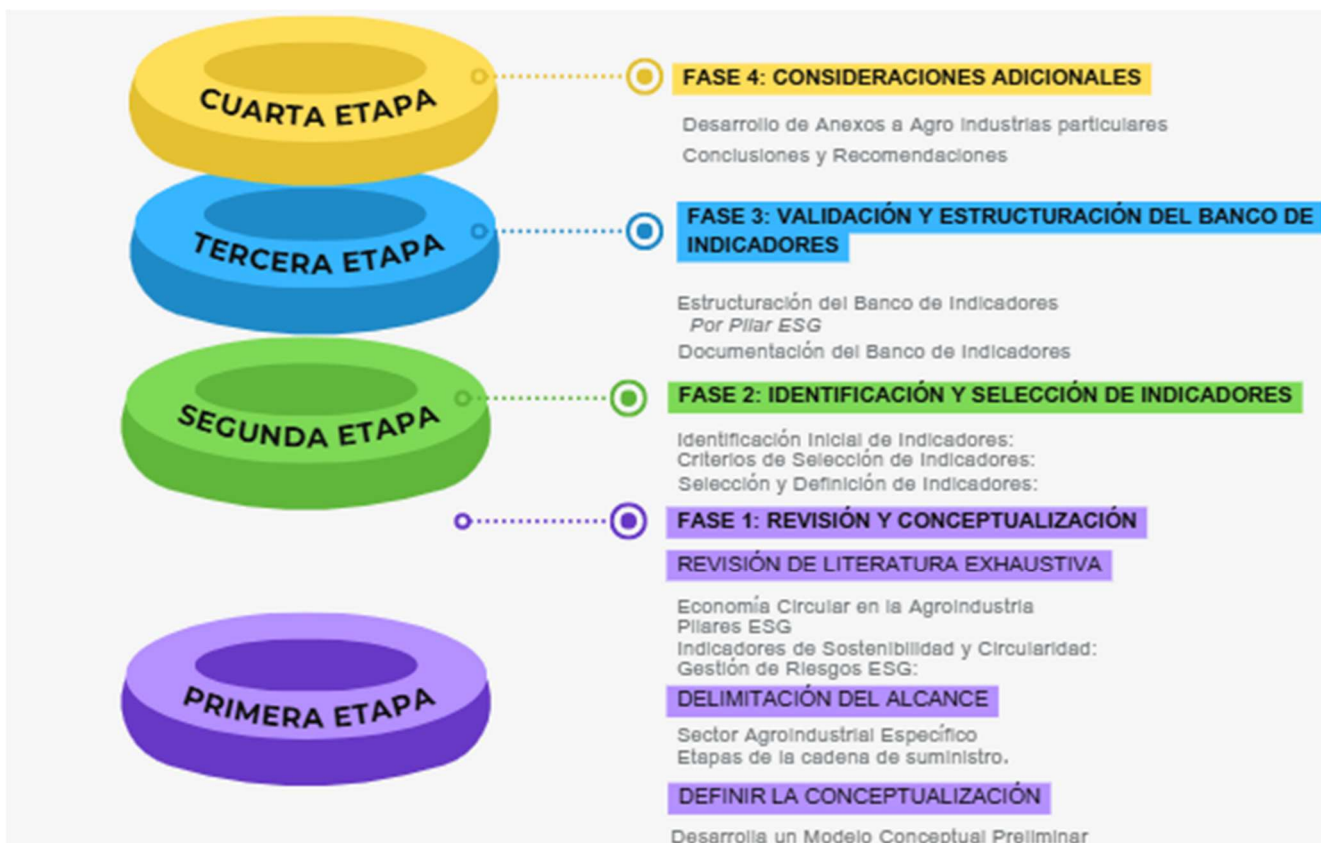 CUARTA ETAPA
FASE 4: CONSIDERACIONES ADICIONALES
Desarrollo de Anexos a Agro Industrias particulares
Conclusiones y Recomendaciones
TERCERA ETAPA
FASE 3: VALIDACIÓN Y ESTRUCTURACIÓN DEL BANCO DE
INDICADORES
Estructuración del Banco de Indicadores
Por Pilar ESG
Documentación del Banco de Indicadores
SEGUNDA ETAPA
FASE 2: IDENTIFICACIÓN Y SELECCIÓN DE INDICADORES
Identificación Inicial de Indicadores:
Criterios de Selección de Indicadores:
Selección y Definición de Indicadores:
PRIMERA ETAPA
FASE 1: REVISIÓN Y CONCEPTUALIZACIÓN
REVISIÓN DE LITERATURA EXHAUSTIVA
Economía Circular en la Agroindustria
Pilares ESG
Indicadores de Sostenibilidad y Circularidad:
Gestión de Riesgos ESG:
DELIMITACIÓN DEL ALCANCE
Sector Agroindustrial Específico
Etapas de la cadena de suministro.
DEFINIR LA CONCEPTUALIZACIÓN
Desarrolla un Modelo Conceptual Preliminar